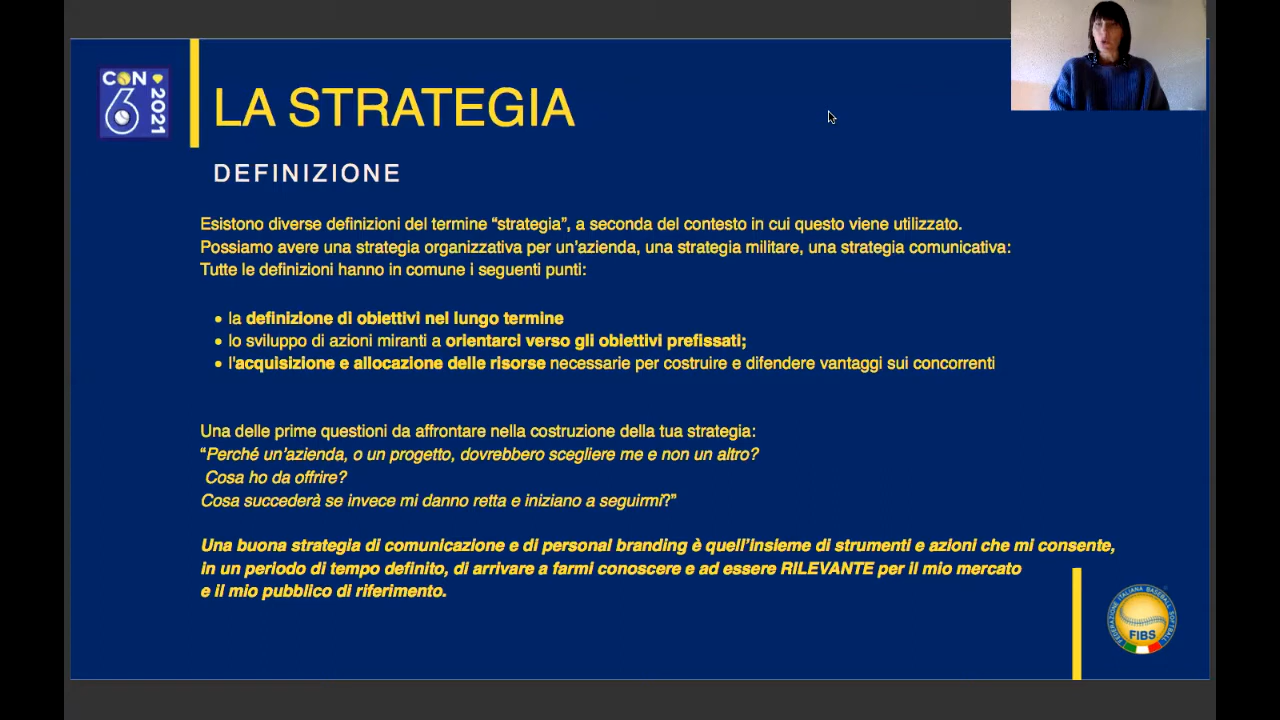 CON
6
2021
LA STRATEGIA
DEFINIZIONE
Esistono diverse definizioni del termine “strategia”, a seconda del contesto in cui questo viene utilizzato.
Possiamo avere una strategia organizzativa per un’azienda, una strategia militare, una strategia comunicativa:
Tutte le definizioni hanno in comune i seguenti punti:
• la definizione di obiettivi nel lungo termine
• lo sviluppo di azioni miranti a orientarci verso gli obiettivi prefissati;
• l'acquisizione e allocazione delle risorse necessarie per costruire e difendere vantaggi sui concorrenti
Una delle prime questioni da affrontare nella costruzione della tua strategia:
“Perché un’azienda, o un progetto, dovrebbero scegliere me e non un altro?
Cosa ho da offrire?
Cosa succederà se invece mi danno retta e iniziano a seguirmi?”
Una buona strategia di comunicazione e di personal branding è quell’insieme di strumenti e azioni che mi consente,
in un periodo di tempo definito, di arrivare a farmi conoscere e ad essere RILEVANTE per il mio mercato
e il mio pubblico di riferimento.
FEDERAZIONE ITALIANA BASEBALL SOFTBALL
FIBS